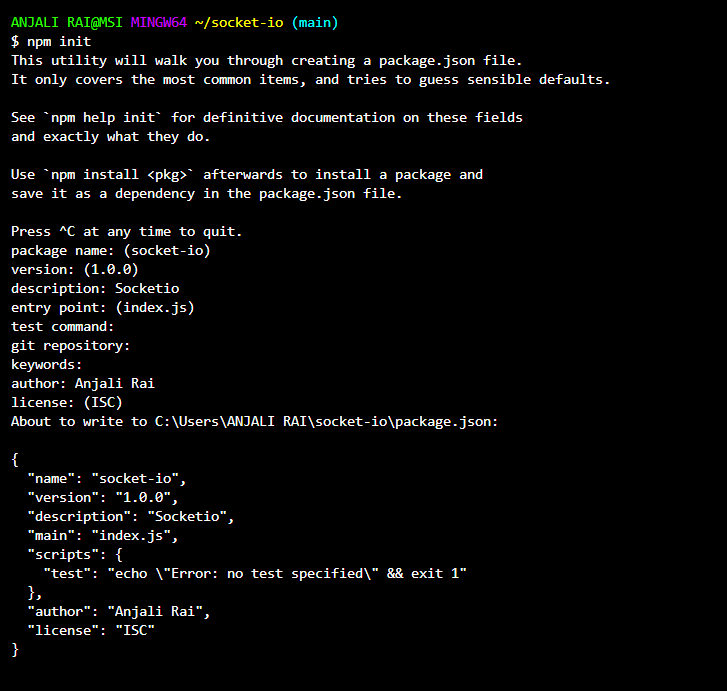 ANJALI RAI@MSI MINGW64 ~/socket-io (main)
$ npm init
This utility will walk you through creating a package.json file.
It only covers the most common items, and tries to guess sensible defaults.
See `npm help init` for definitive documentation on these fields
and exactly what they do.
Use `npm install <pkg>` afterwards to install a package and
save it as a dependency in the package.json file.
Press ^C at any time to quit.
package name: (socket-io)
version: (1.0.0)
description: Socketio
entry point: (index.js)
test command:
git repository:
keywords:
author: Anjali Rai
license: (ISC)
About to write to C:\Users\ANJALI RAI\socket-io\package.json:
{
  "name": "socket-io",
  "version": "1.0.0",
  "description": "Socketio",
  "main": "index.js",
  "scripts": {
    "test": "echo \"Error: no test specified\" && exit 1"
  },
  "author": "Anjali Rai",
  "license": "ISC"
}